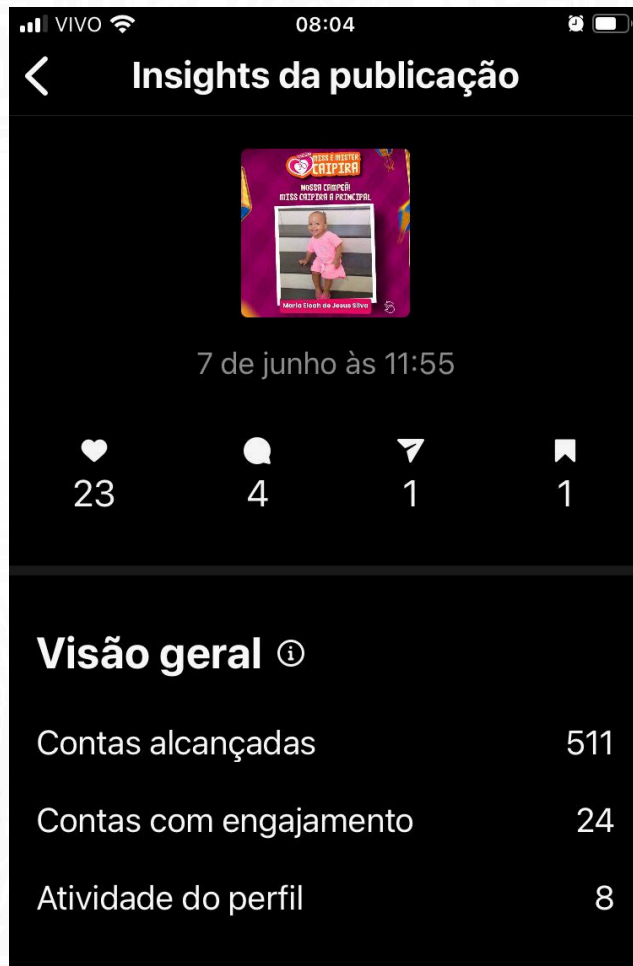 VIVO 08:04
Insights da publicação
MISS E MISTER
CAIPIRA
NOSSA CAMPEÃ!
MISS CAIPIRA A PRINCIPAL
Maria Eloah de Jesus Silva
7 de junho às 11:55
23 4 1 1
Visão geral
Contas alcançadas 511
Contas com engajamento 24
Atividade do perfil 8